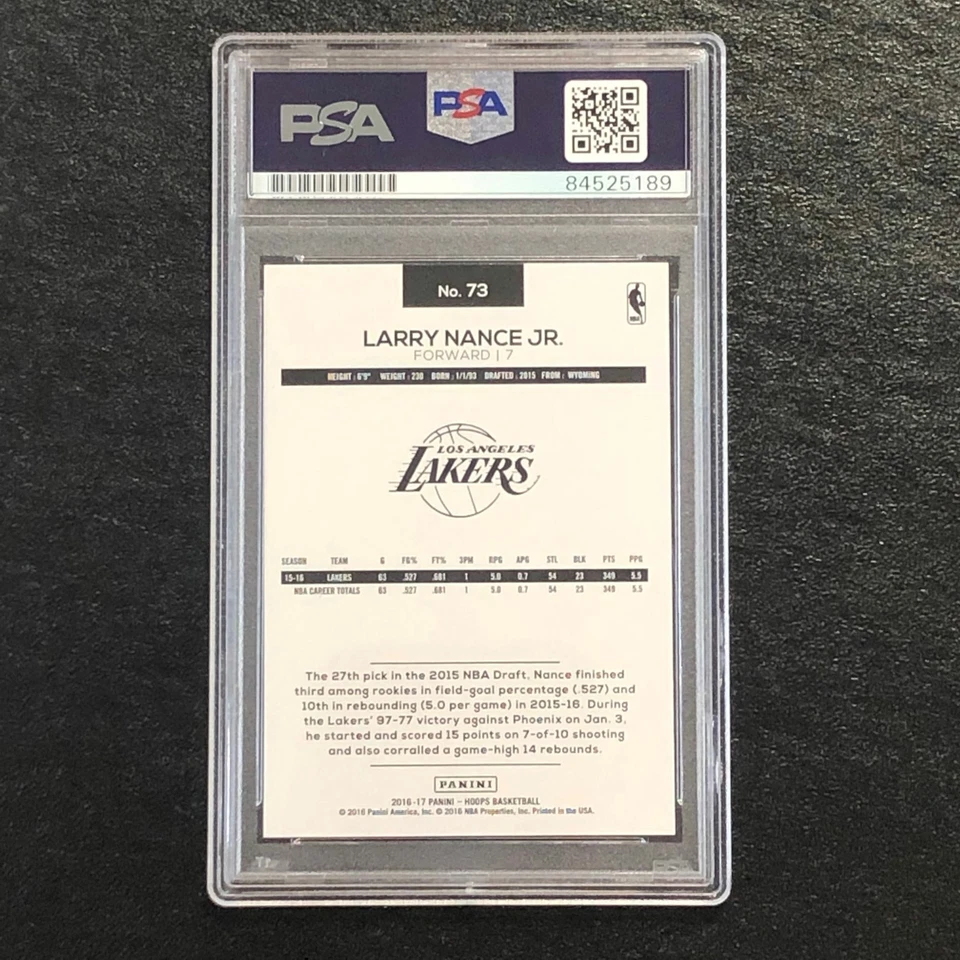 PSA
PSA
84525189
No. 73
NBA
LARRY NANCE JR.
FORWARD | 7
HEIGHT : 6'9" WEIGHT : 230 BORN : 1/1/93 DRAFTED : 2015 FROM : WYOMING
LOS ANGELES
LAKERS
SEASON TEAM G FG% FT% 3PM RPG APG STL BLK PTS PPG
15-16 LAKERS 63 .527 .681 1 5.0 0.7 54 23 349 5.5
NBA CAREER TOTALS 63 .527 .681 1 5.0 0.7 54 23 349 5.5
The 27th pick in the 2015 NBA Draft, Nance finished
third among rookies in field-goal percentage (.527) and
10th in rebounding (5.0 per game) in 2015-16. During
the Lakers' 97-77 victory against Phoenix on Jan. 3,
he started and scored 15 points on 7-of-10 shooting
and also corralled a game-high 14 rebounds.
PANINI
2016-17 PANINI – HOOPS BASKETBALL
© 2016 Panini America, Inc. © 2016 NBA Properties, Inc. Printed in the USA.